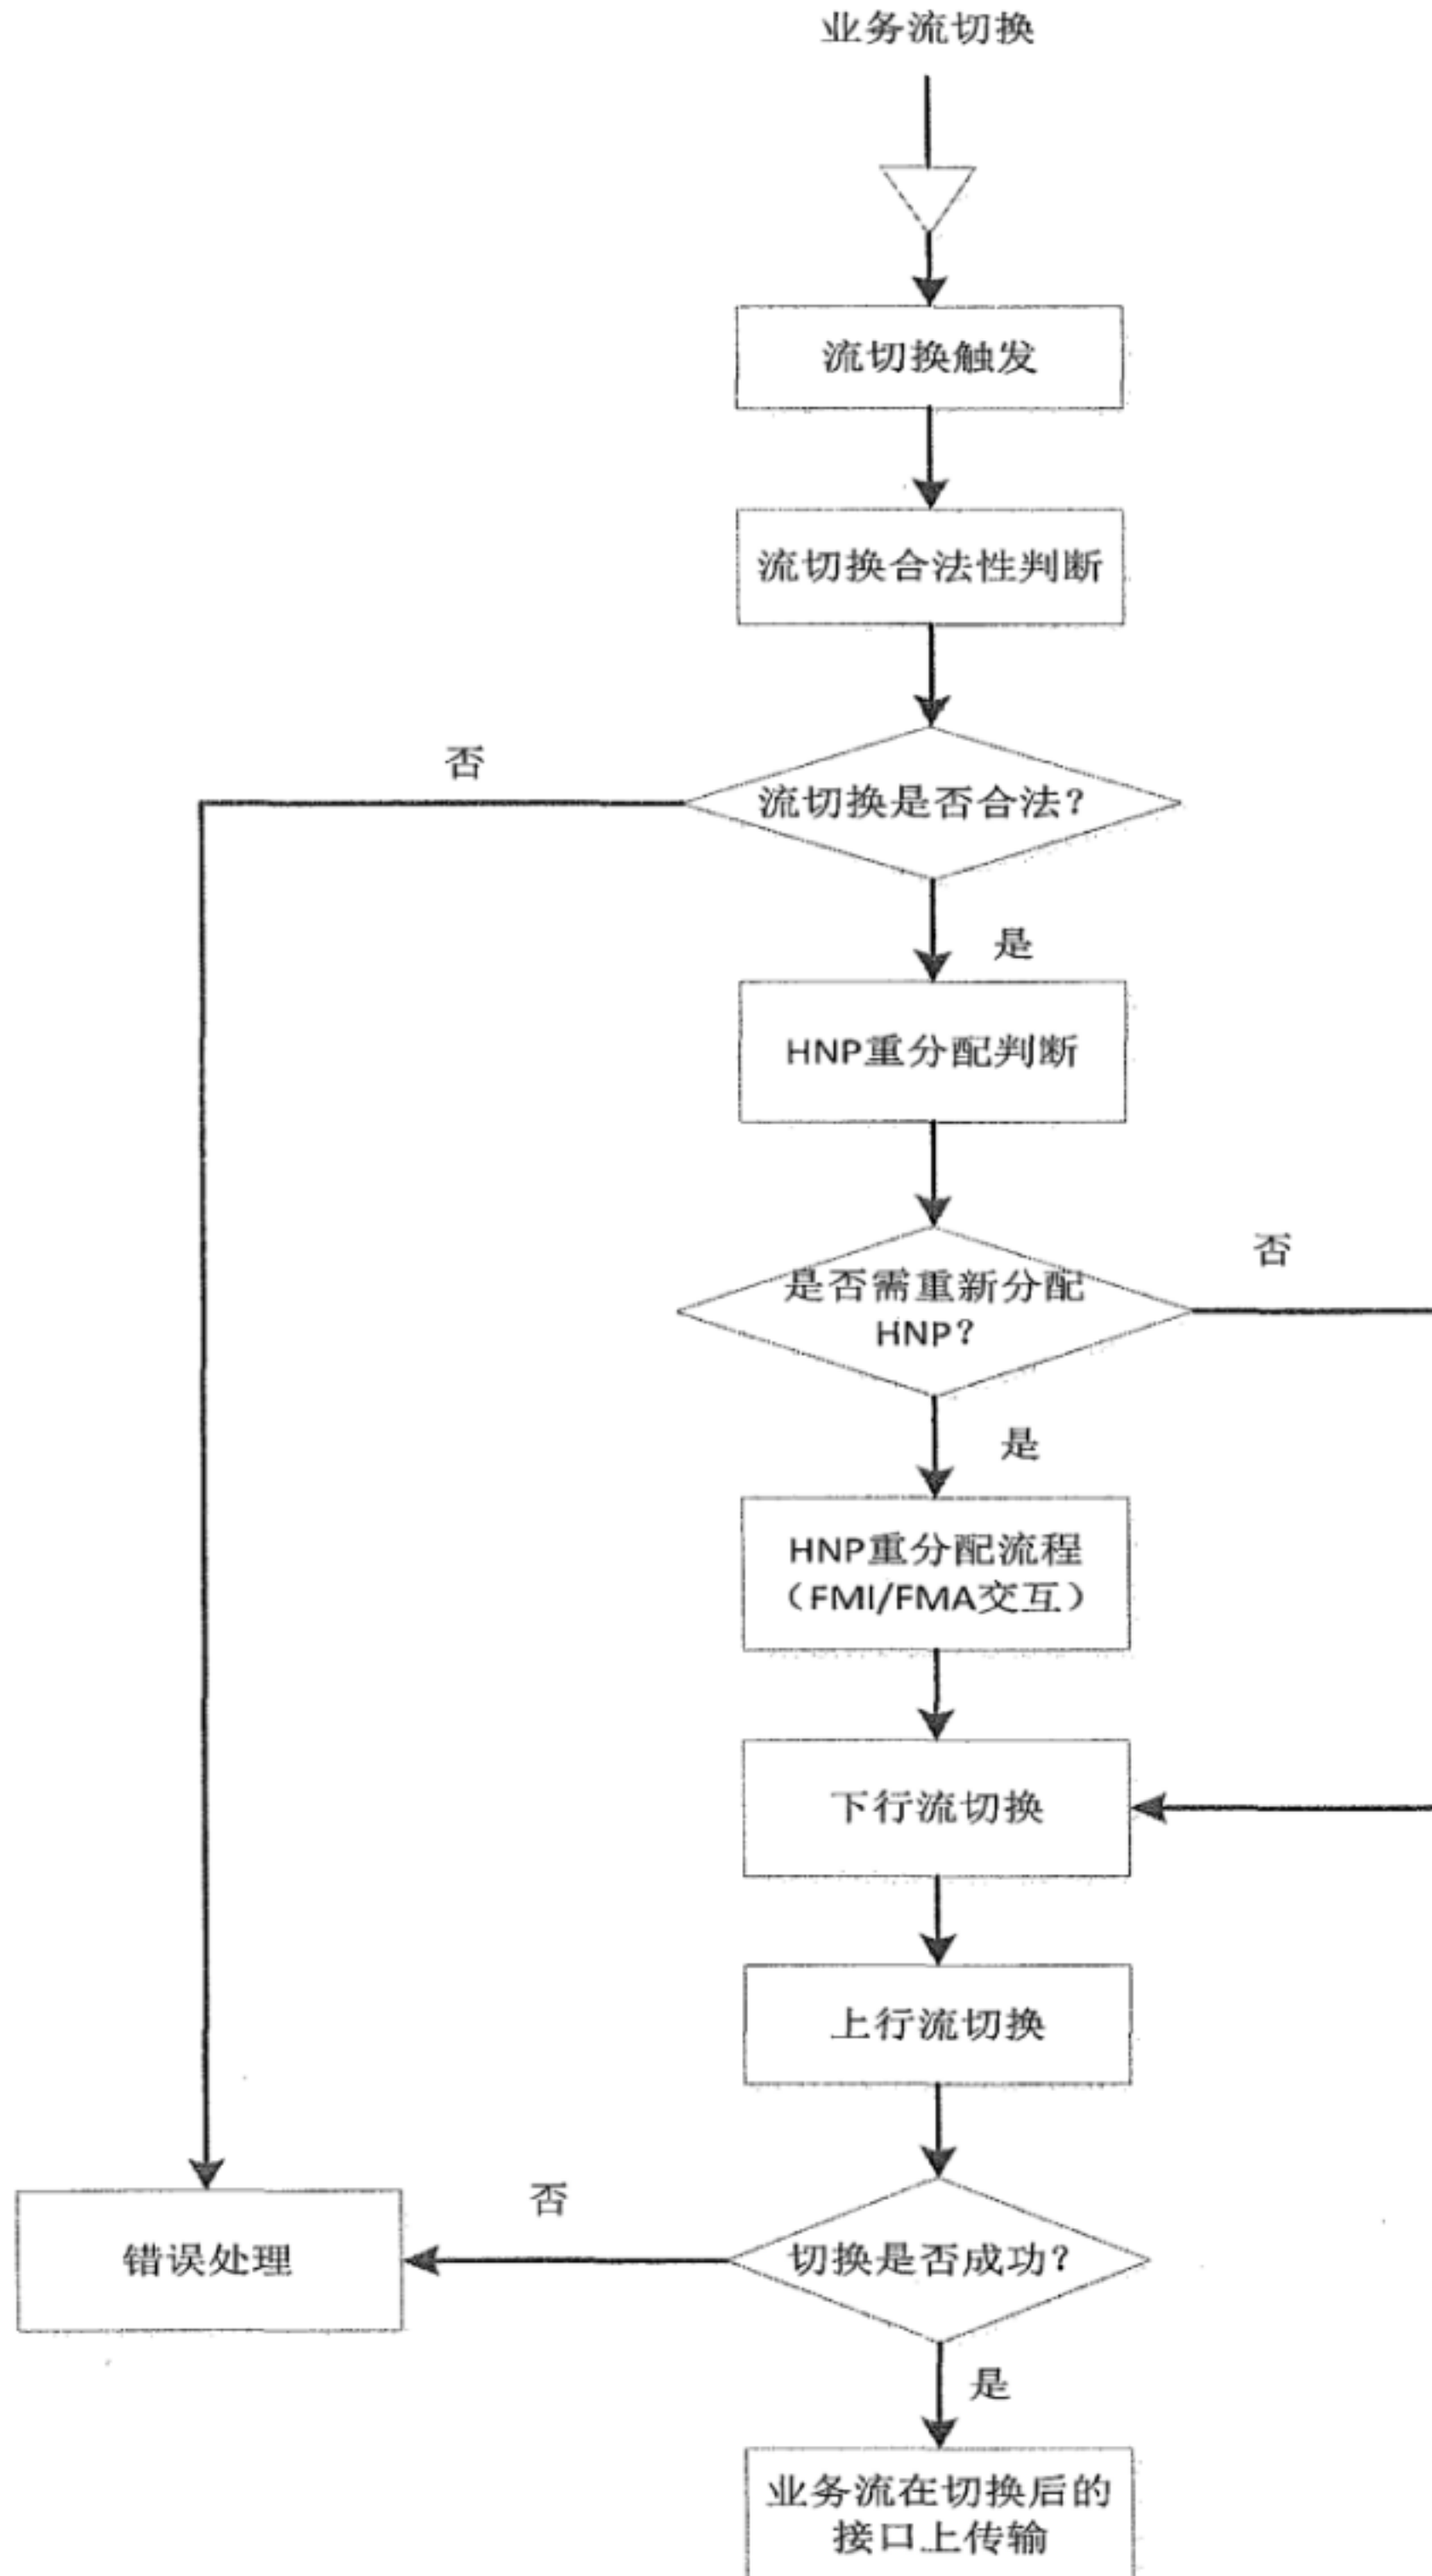 业务流切换
流切换触发
流切换合法性判断
否
流切换是否合法？
是
HNP重分配判断
否
是否需重新分配
HNP？
是
HNP重分配流程
（FMI/FMA交互）
下行流切换
上行流切换
否
错误处理
切换是否成功？
是
业务流在切换后的
接口上传输